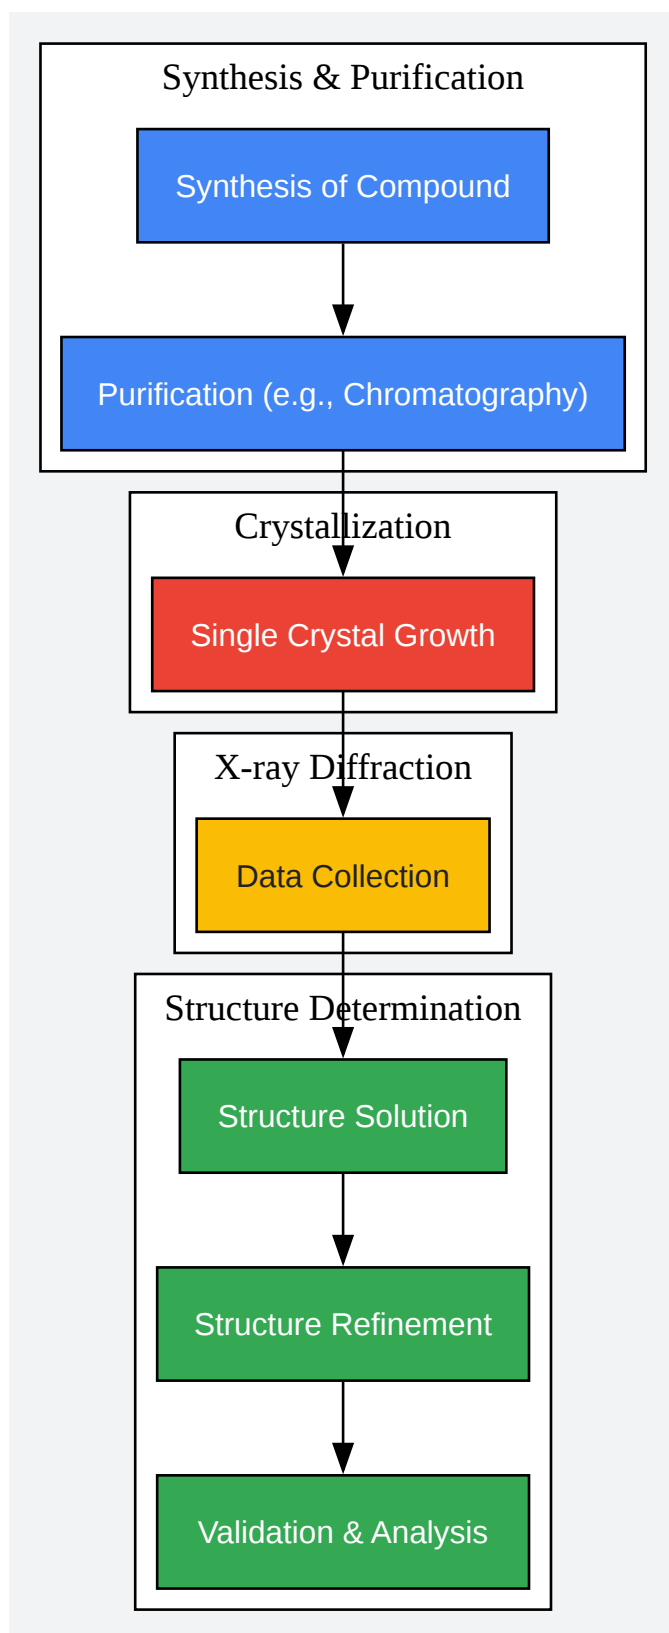 Synthesis & Purification
Synthesis of Compound
Purification (e.g., Chromatography)
Crystallization
Single Crystal Growth
X-ray Diffraction
Data Collection
Structure Determination
Structure Solution
Structure Refinement
Validation & Analysis